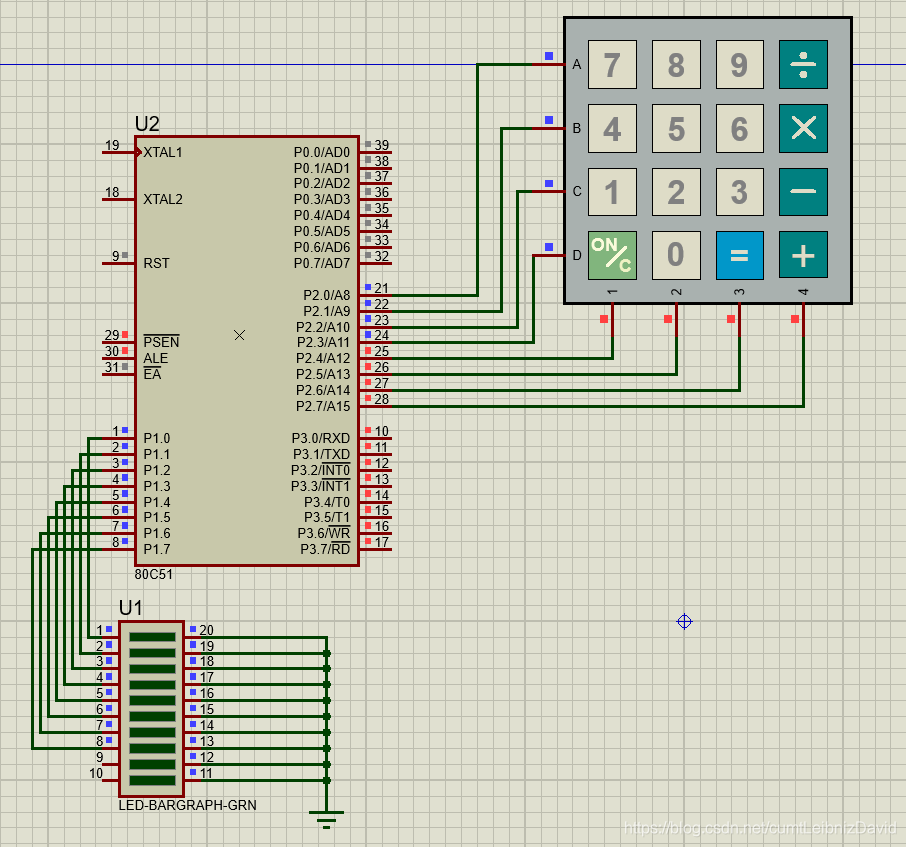 7 8 9 ÷
A
4 5 6 ×
B
1 2 3 −
C
ON/C 0 = +
D
1 2 3 4
U2
19 XTAL1 P0.0/AD0 39
P0.1/AD1 38
P0.2/AD2 37
18 XTAL2 P0.3/AD3 36
P0.4/AD4 35
P0.5/AD5 34
P0.6/AD6 33
9 RST P0.7/AD7 32
P2.0/A8 21
P2.1/A9 22
P2.2/A10 23
29 PSEN P2.3/A11 24
30 ALE P2.4/A12 25
31 EA P2.5/A13 26
P2.6/A14 27
P2.7/A15 28
1 P1.0 P3.0/RXD 10
2 P1.1 P3.1/TXD 11
3 P1.2 P3.2/INT0 12
4 P1.3 P3.3/INT1 13
5 P1.4 P3.4/T0 14
6 P1.5 P3.5/T1 15
7 P1.6 P3.6/WR 16
8 P1.7 P3.7/RD 17
80C51
U1
1 20
2 19
3 18
4 17
5 16
6 15
7 14
8 13
9 12
10 11
LED-BARGRAPH-GRN
https://blog.csdn.net/cumtLeibnizDavid